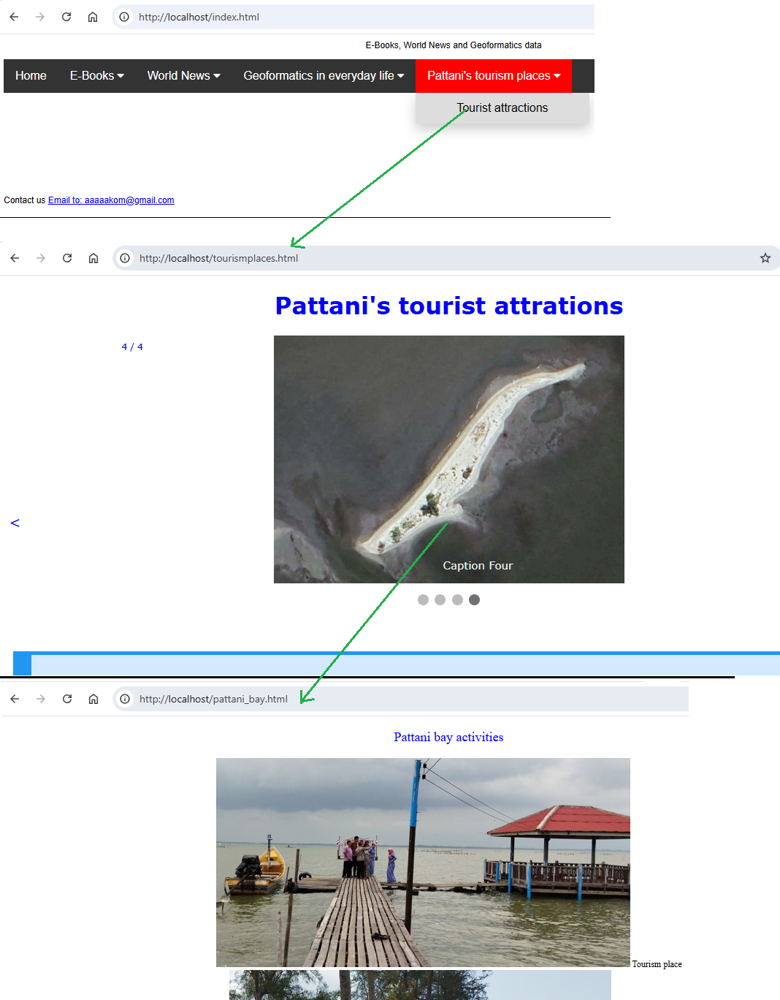 http://localhost/index.html
E-Books, World News and Geoformatics data
Home E-Books World News Geoformatics in everyday life Pattani's tourism places
Tourist attractions
Contact us Email to: aaaaakom@gmail.com
http://localhost/tourismplaces.html
Pattani's tourist attrations
4 / 4
<
Caption Four
http://localhost/pattani_bay.html
Pattani bay activities
Tourism place